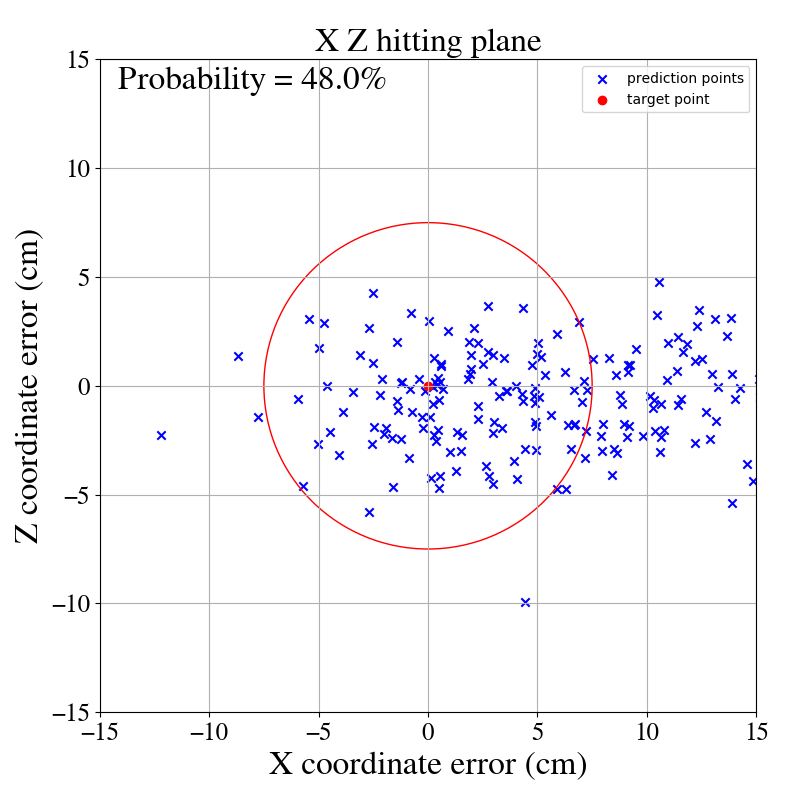 X Z hitting plane
Probability = 48.0%
prediction points
target point
Z coordinate error (cm)
15
10
5
0
−5
−10
−15
−15
−10
−5
0
5
10
15
X coordinate error (cm)